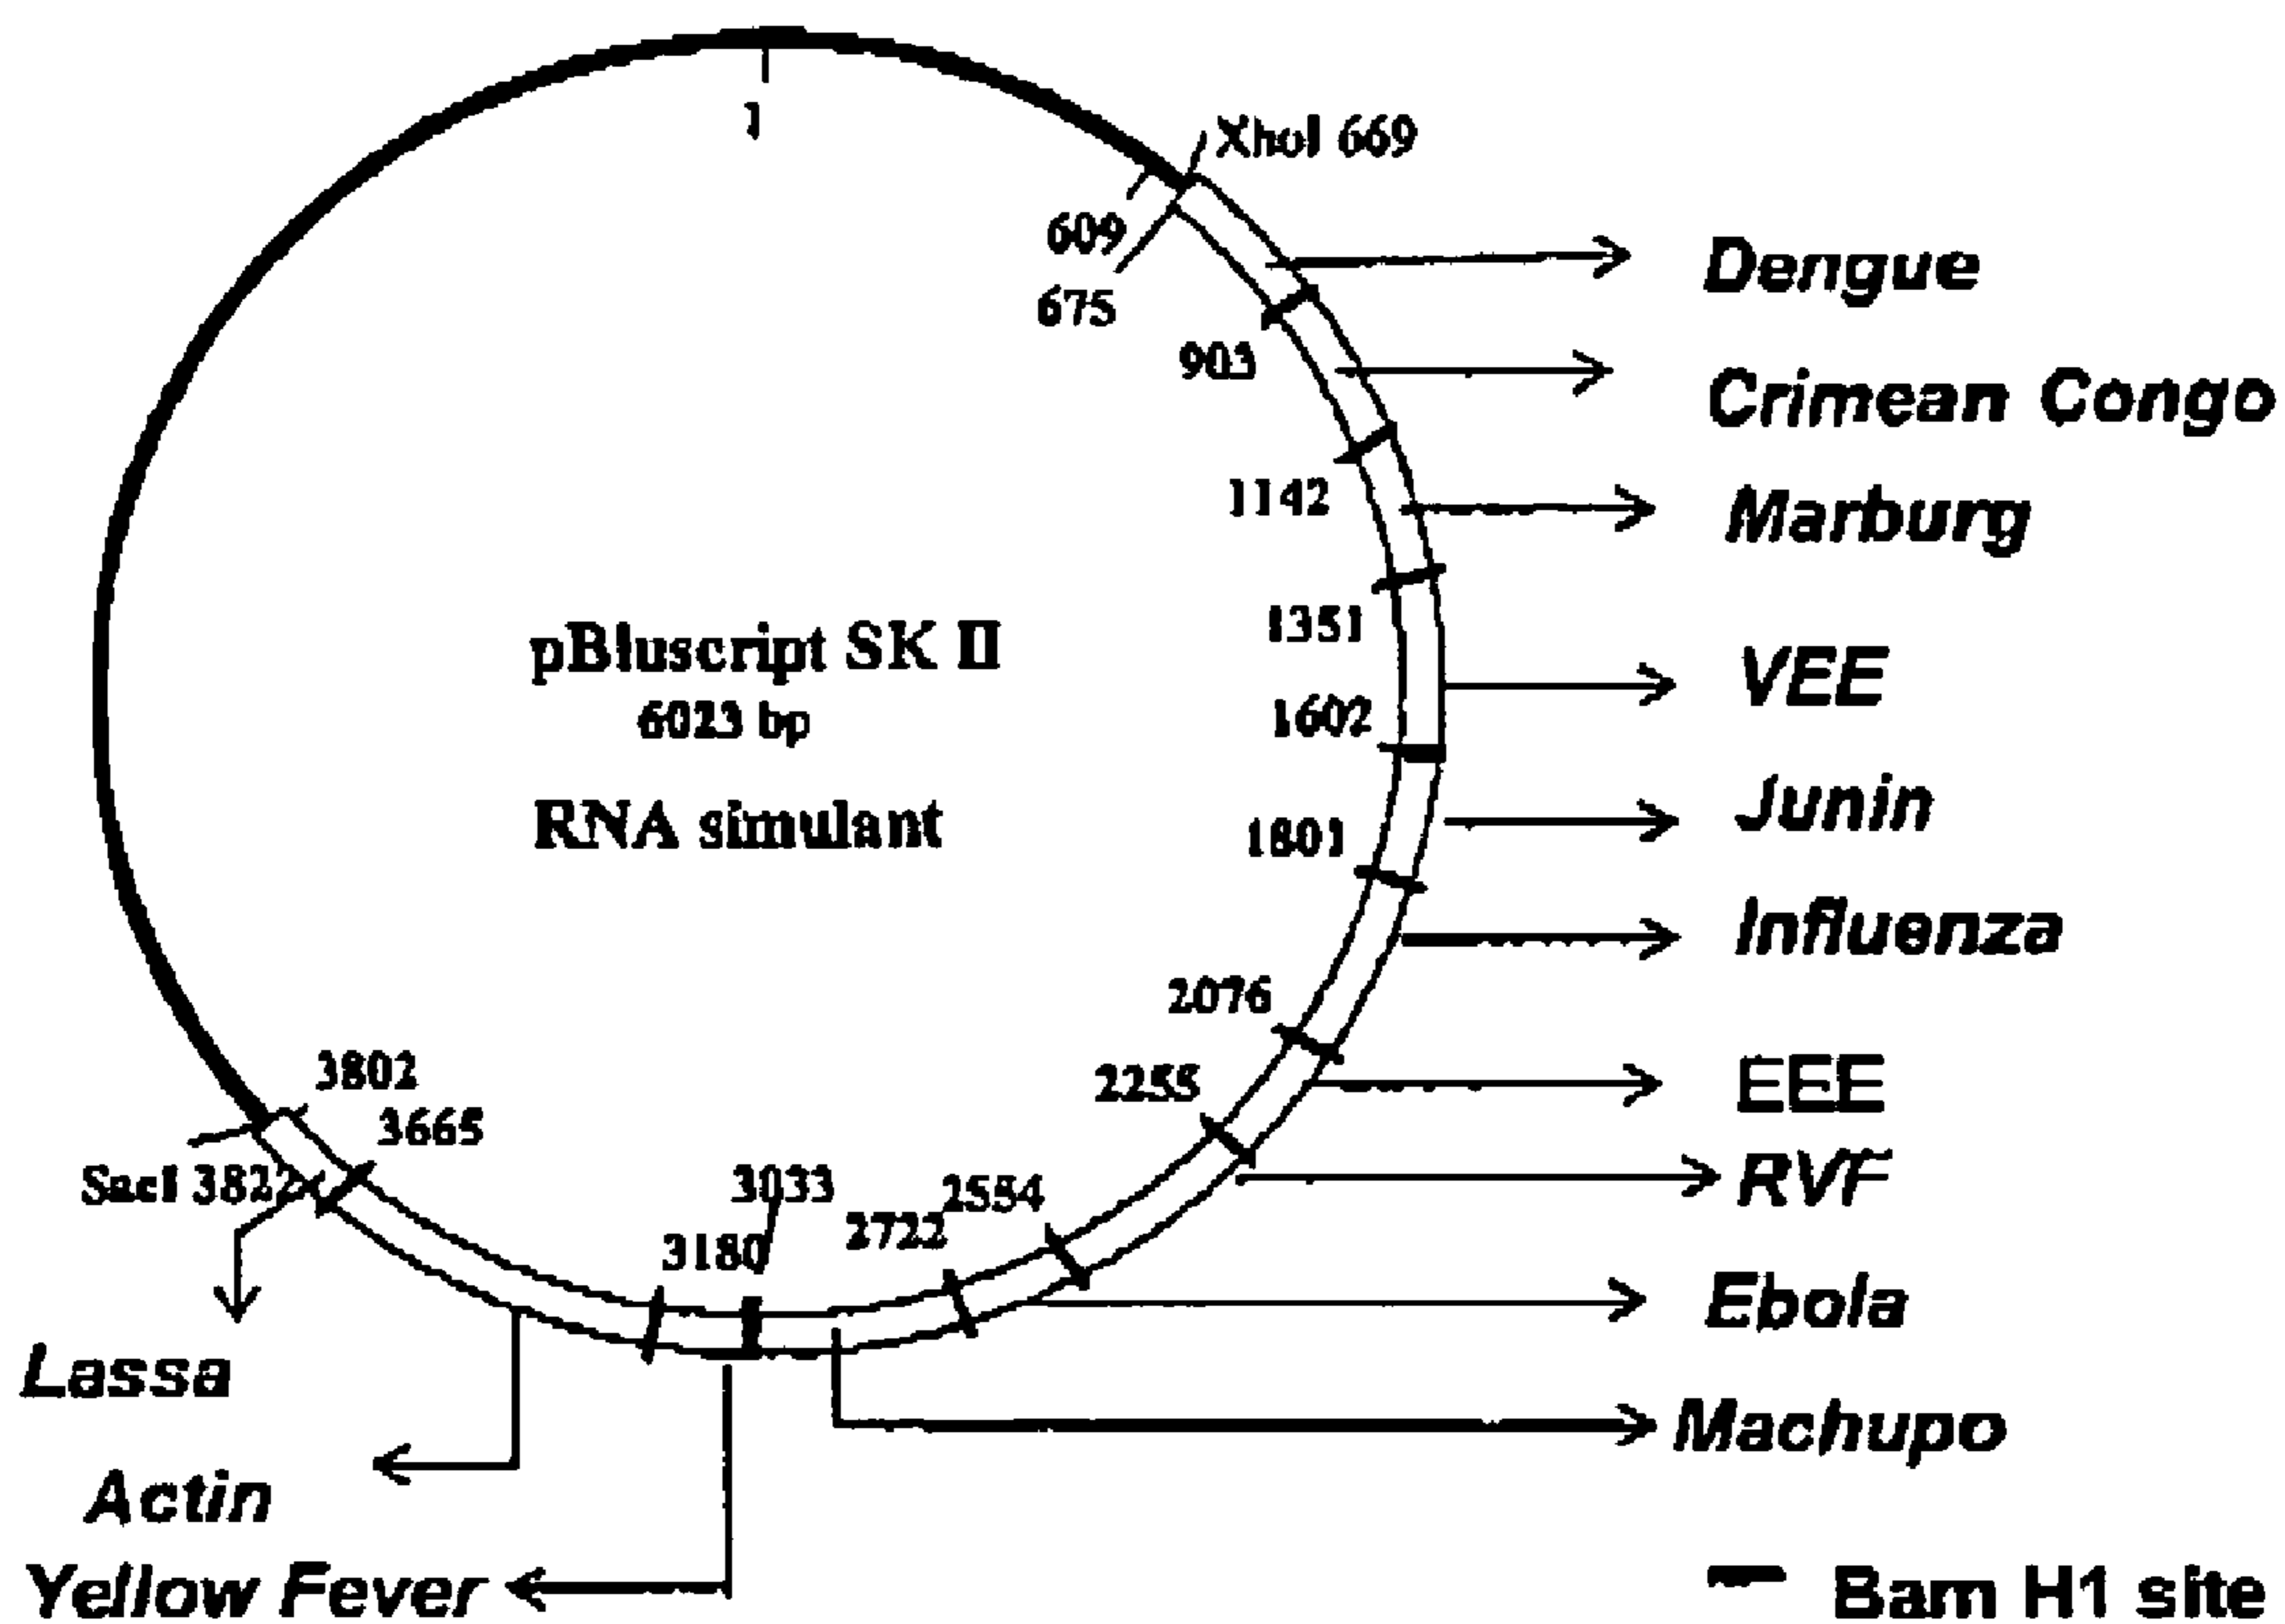 1
XhoI 669
609
675
Dengue
903
Crimean Congo
1142
Marburg
1351
pBluscript SK II
6023 bp
VEE
1602
RNA simulant
Junin
1801
Influenza
2076
2255
EEE
3802
3665
RVF
SacI 3822
3033
2554
2722
3180
Ebola
Lassa
Machupo
Actin
Yellow Fever
Bam H1 site